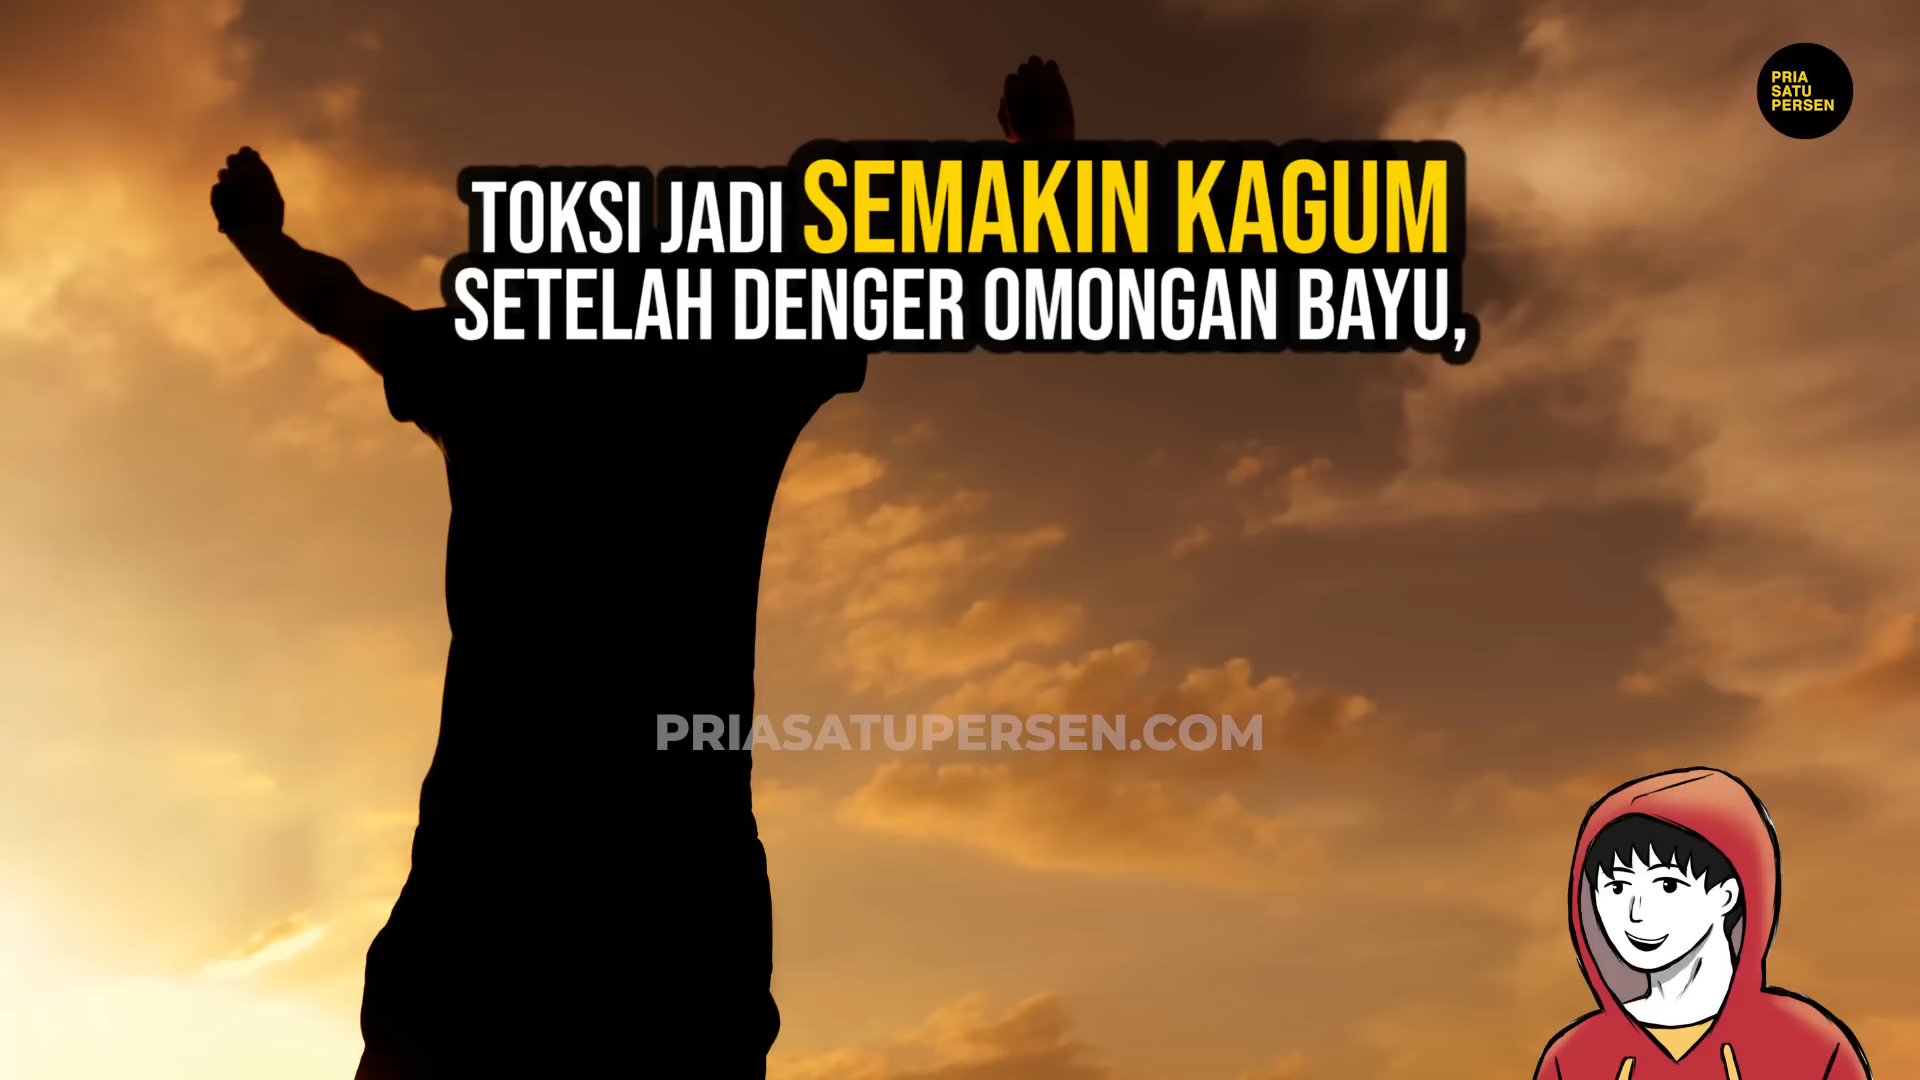 PRIA
SATU
PERSEN
TOKSI JADI SEMAKIN KAGUM
SETELAH DENGER OMONGAN BAYU,
PRIASATUPERSEN.COM